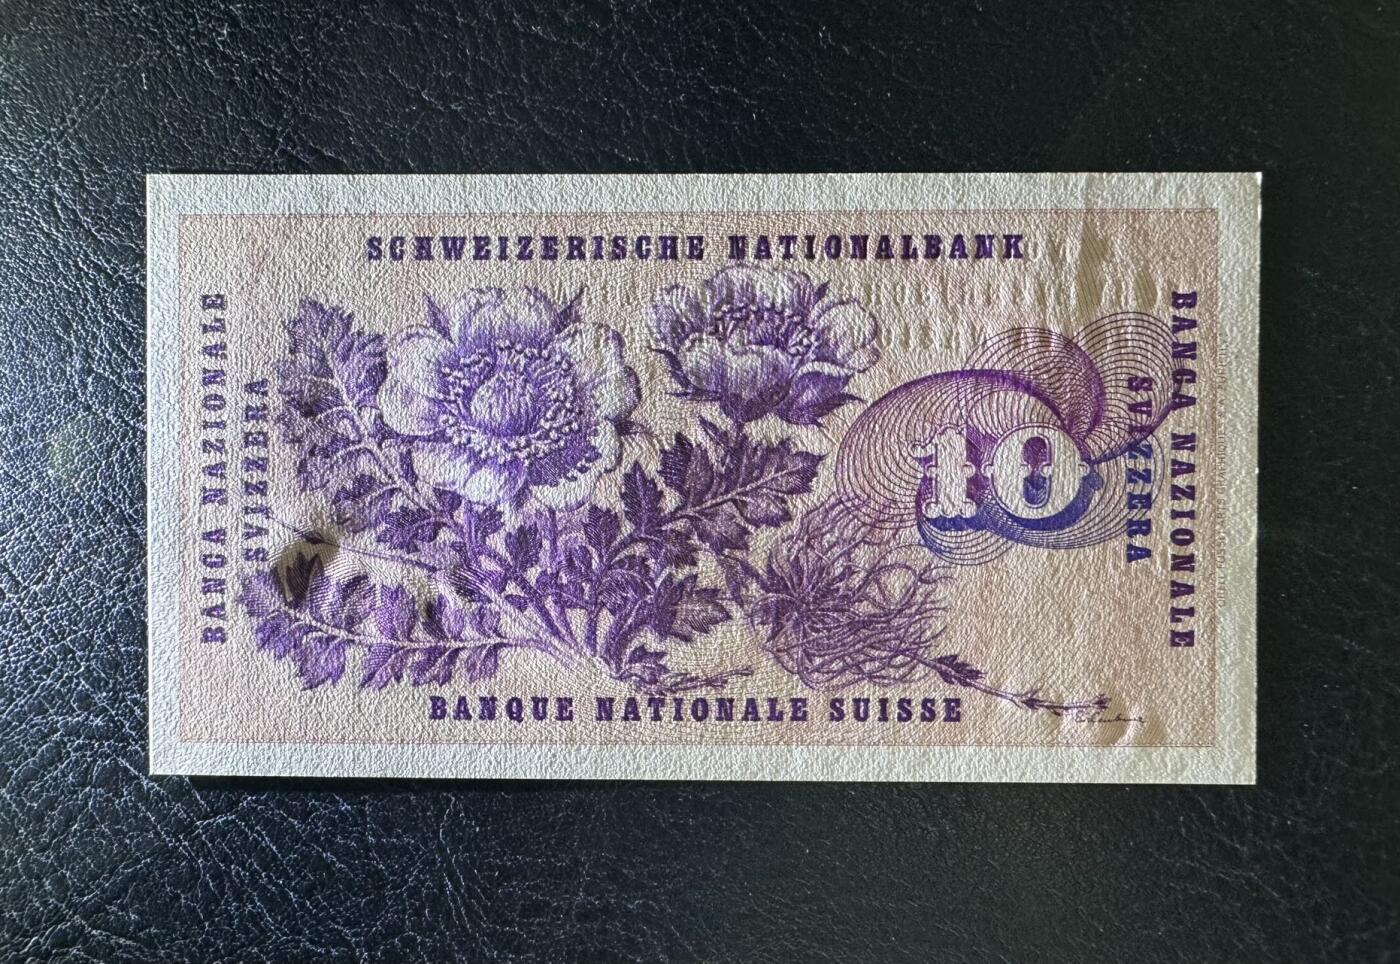 SCHWEIZERISCHE NATIONALBANK
BANCA NAZIONALE
SVIZZERA
10
BANCA NAZIONALE
SVIZZERA
BANQUE NATIONALE SUISSE